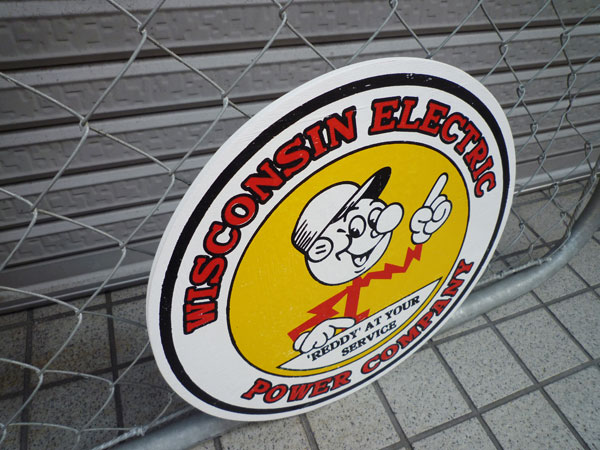 WISCONSIN ELECTRIC
'REDDY' AT YOUR
SERVICE
POWER COMPANY